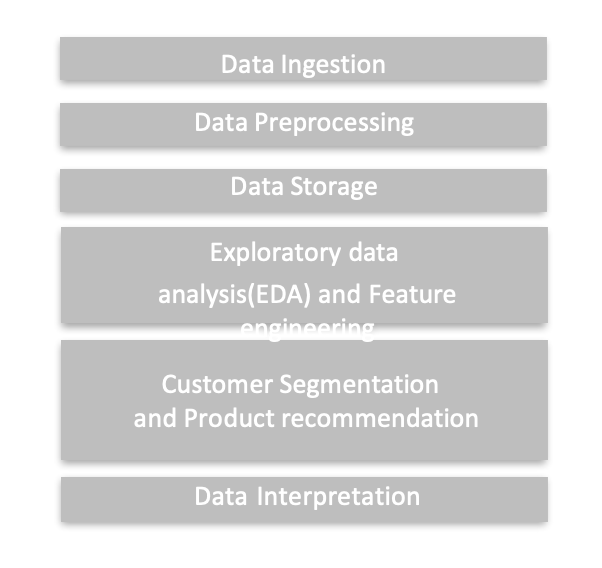 Data Ingestion
Data Preprocessing
Data Storage
Exploratory data
analysis(EDA) and Feature
engineering
Customer Segmentation
and Product recommendation
Data Interpretation